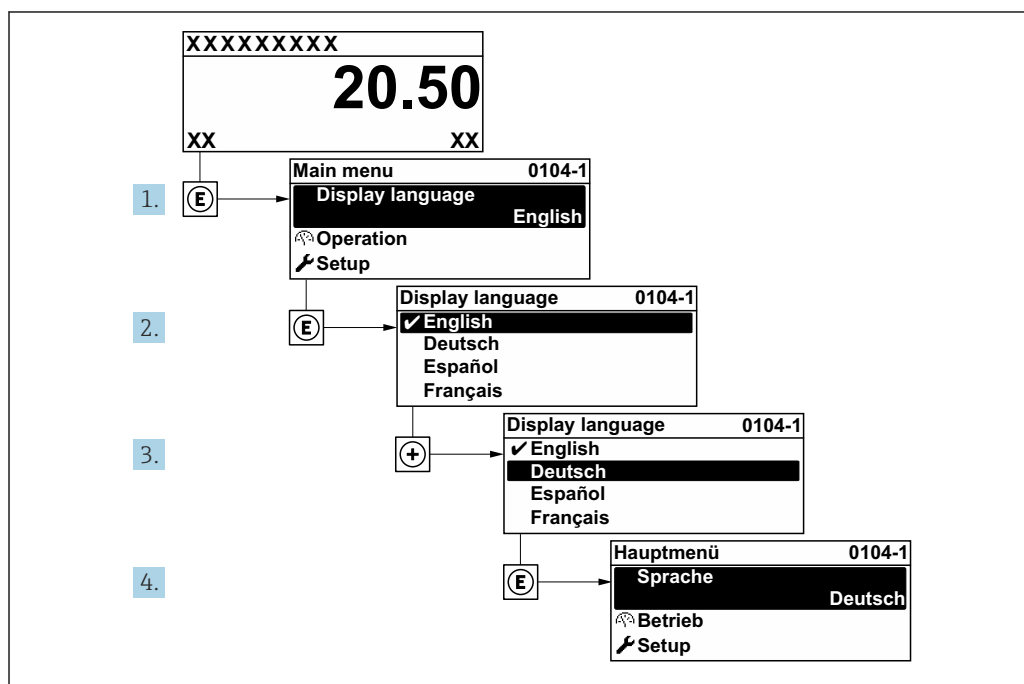 XXXXXXXXX
20.50
XX XX
1. E
Main menu 0104-1
Display language
English
Operation
Setup
2. E
Display language 0104-1
✔ English
Deutsch
Español
Français
3. +
Display language 0104-1
✔ English
Deutsch
Español
Français
4. E
Hauptmenü 0104-1
Sprache
Deutsch
Betrieb
Setup